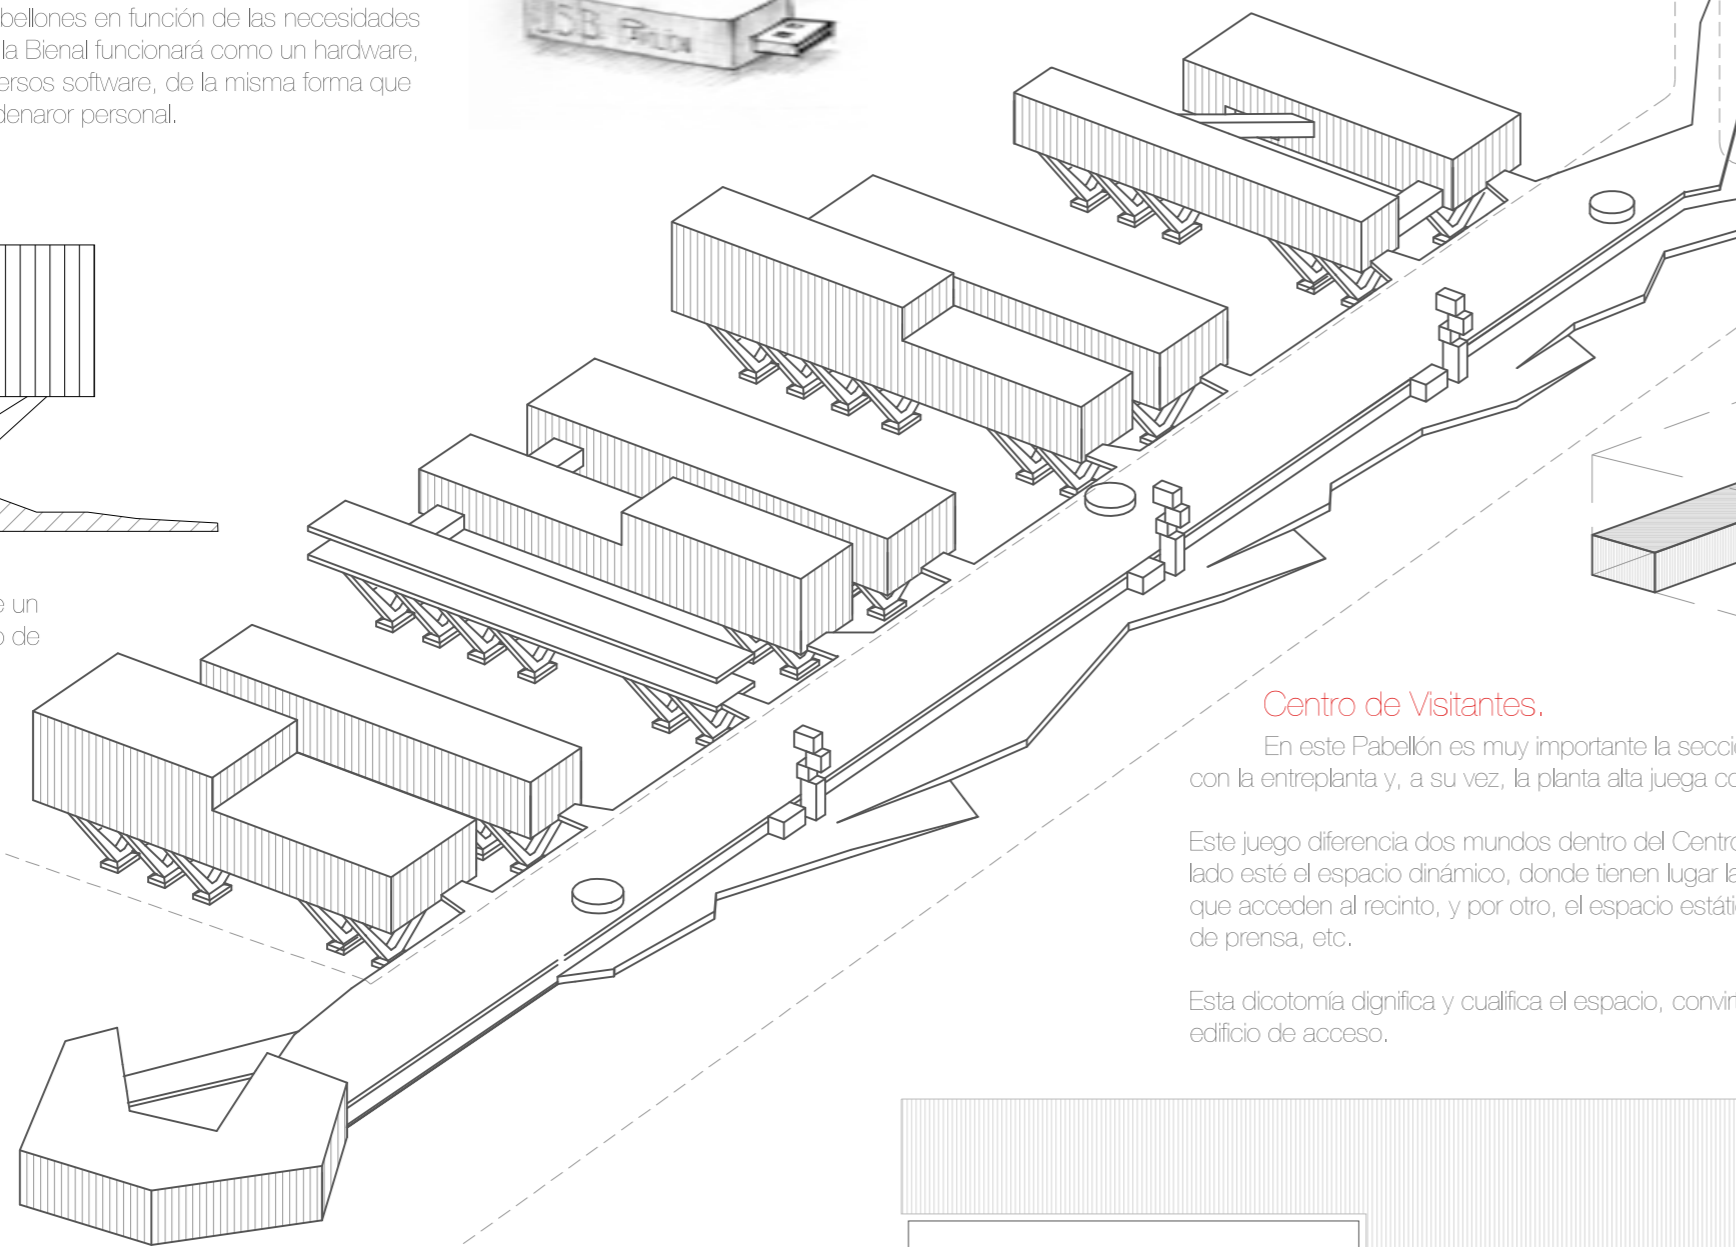 bellones en función de las necesidades
la Bienal funcionará como un hardware,
ersos software, de la misma forma que
denaror personal.
USB
e un
o de
Centro de Visitantes.
En este Pabellón es muy importante la secci
con la entreplanta y, a su vez, la planta alta juega co
Este juego diferencia dos mundos dentro del Centro
lado esté el espacio dinámico, donde tienen lugar la
que acceden al recinto, y por otro, el espacio estáti
de prensa, etc.
Esta dicotomía dignifica y cualifica el espacio, convir
edificio de acceso.